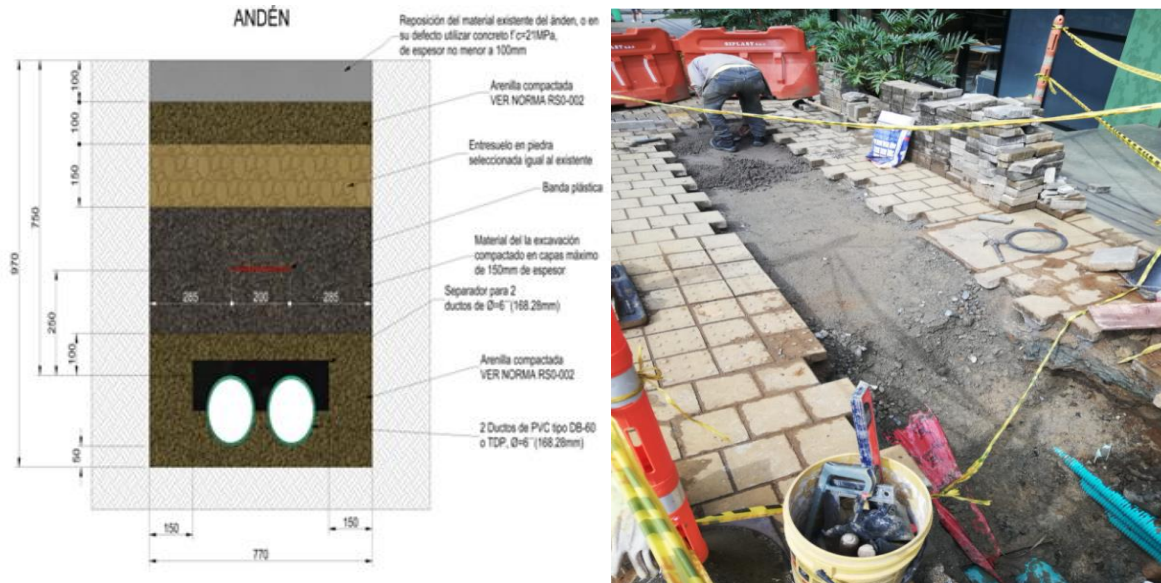 ANDÉN
Reposición del material existente del ánden, o en
su defecto utilizar concreto f´c=21MPa,
de espesor no menor a 100mm
Arenilla compactada
VER NORMA RS0-002
Entresuelo en piedra
seleccionada igual al existente
Banda plástica
Material del la excavación
compactado en capas máximo
de 150mm de espesor
Separador para 2
ductos de Ø=6¨(168.28mm)
Arenilla compactada
VER NORMA RS0-002
2 Ductos de PVC tipo DB-60
o TDP, Ø=6¨(168.28mm)
970
750
100
100
150
250
100
50
285
200
285
150
150
770
SIPLAST S.A.S